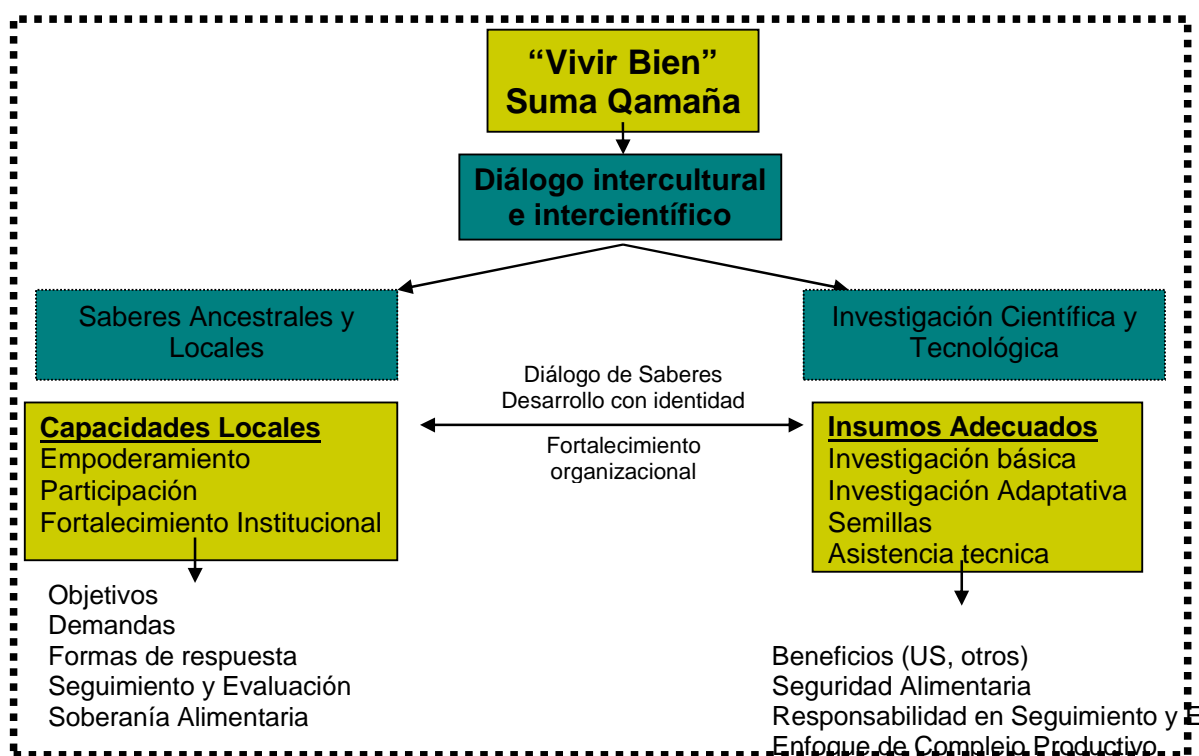 “Vivir Bien”
Suma Qamaña
Diálogo intercultural
e intercientífico
Saberes Ancestrales y
Locales
Investigación Científica y
Tecnológica
Diálogo de Saberes
Desarrollo con identidad
Fortalecimiento
organizacional
Capacidades Locales
Empoderamiento
Participación
Fortalecimiento Institucional
Insumos Adecuados
Investigación básica
Investigación Adaptativa
Semillas
Asistencia tecnica
Objetivos
Demandas
Formas de respuesta
Seguimiento y Evaluación
Soberanía Alimentaria
Beneficios (US, otros)
Seguridad Alimentaria
Responsabilidad en Seguimiento y E
Enfoque de Complejo Productivo